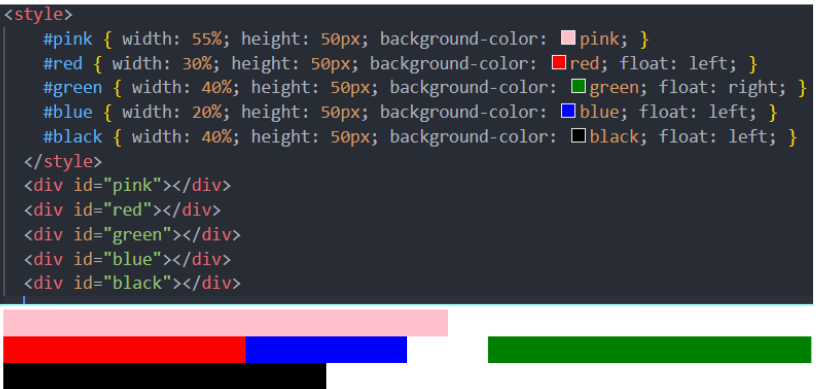 <style>
#pink { width: 55%; height: 50px; background-color: pink; }
#red { width: 30%; height: 50px; background-color: red; float: left; }
#green { width: 40%; height: 50px; background-color: green; float: right; }
#blue { width: 20%; height: 50px; background-color: blue; float: left; }
#black { width: 40%; height: 50px; background-color: black; float: left; }
</style>
<div id="pink"></div>
<div id="red"></div>
<div id="green"></div>
<div id="blue"></div>
<div id="black"></div>